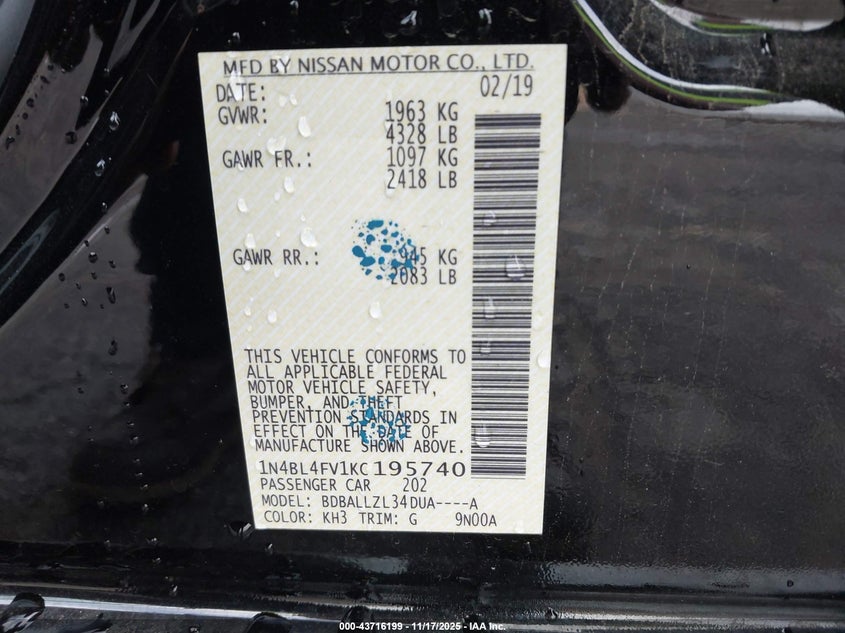 MFD BY NISSAN MOTOR CO., LTD.
DATE: 02/19
GVWR: 1963 KG
4328 LB
GAWR FR.: 1097 KG
2418 LB
GAWR RR.: 945 KG
2083 LB
THIS VEHICLE CONFORMS TO
ALL APPLICABLE FEDERAL
MOTOR VEHICLE SAFETY,
BUMPER, AND THEFT
PREVENTION STANDARDS IN
EFFECT ON THE DATE OF
MANUFACTURE SHOWN ABOVE.
1N4BL4FV1KC195740
PASSENGER CAR 202
MODEL: BDBALLZL34DUA----A
COLOR: KH3 TRIM: G 9N00A
000-43716199 - 11/17/2025 - IAA Inc.